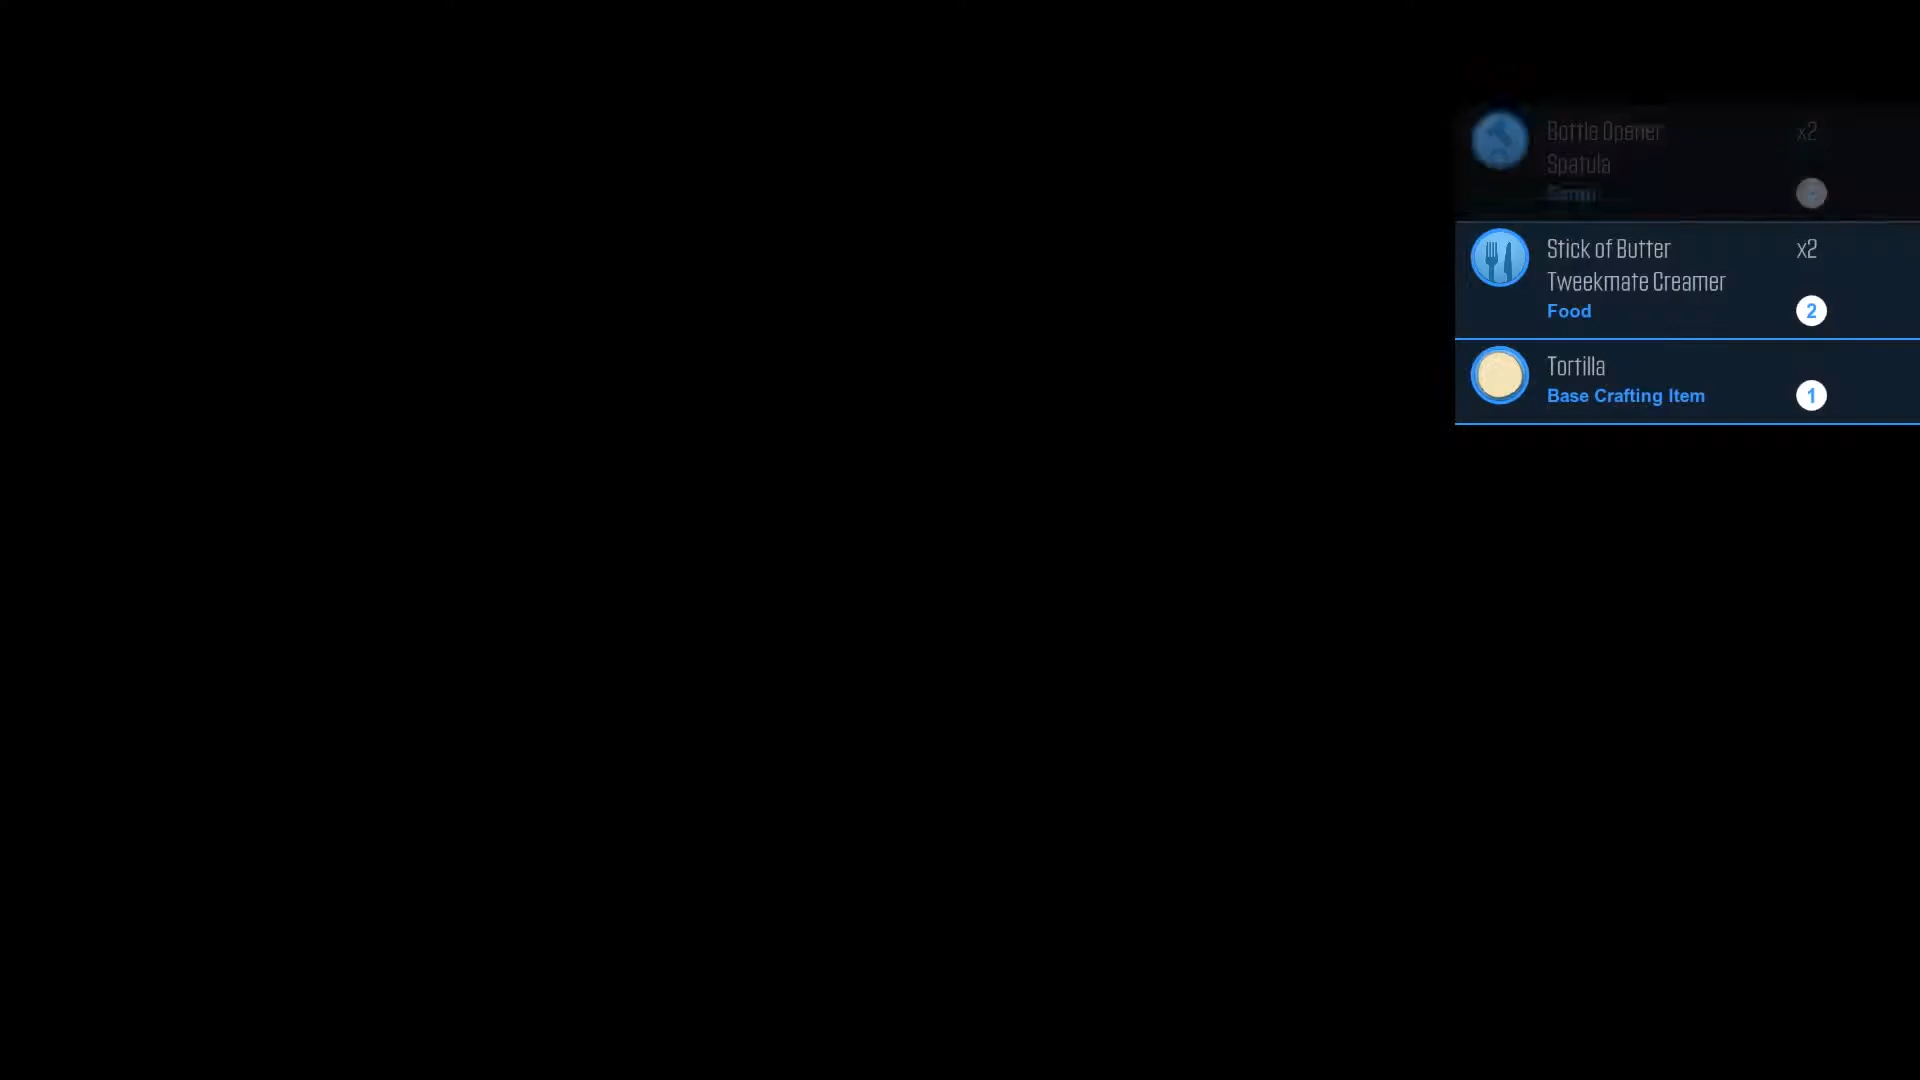 Bottle Opener x2
Spatula
Stick of Butter x2
Tweekmate Creamer
Food 2
Tortilla
Base Crafting Item 1